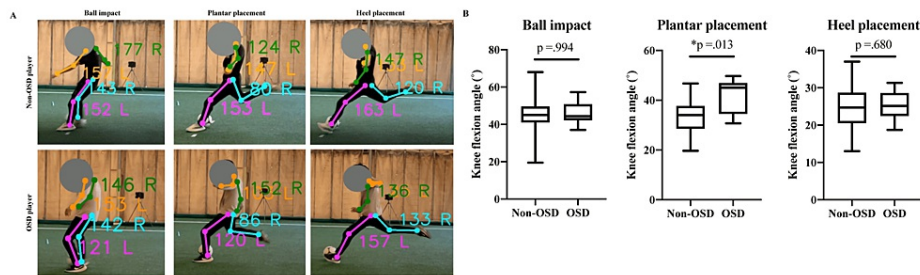 A
Ball impact
Plantar placement
Heel placement
Non-OSD player
177 R
143 R
152 L
124 R
80 R
153 L
147 R
120 R
163 L
OSD player
146 R
53
142 R
121 L
152 R
86 R
120 L
136 R
133 R
157 L
B
Ball impact
p =.994
Knee flexion angle (°)
80
60
40
20
0
Non-OSD OSD
Plantar placement
*p =.013
Knee flexion angle (°)
60
40
20
0
Non-OSD OSD
Heel placement
p =.680
Knee flexion angle (°)
40
30
20
10
0
Non-OSD OSD